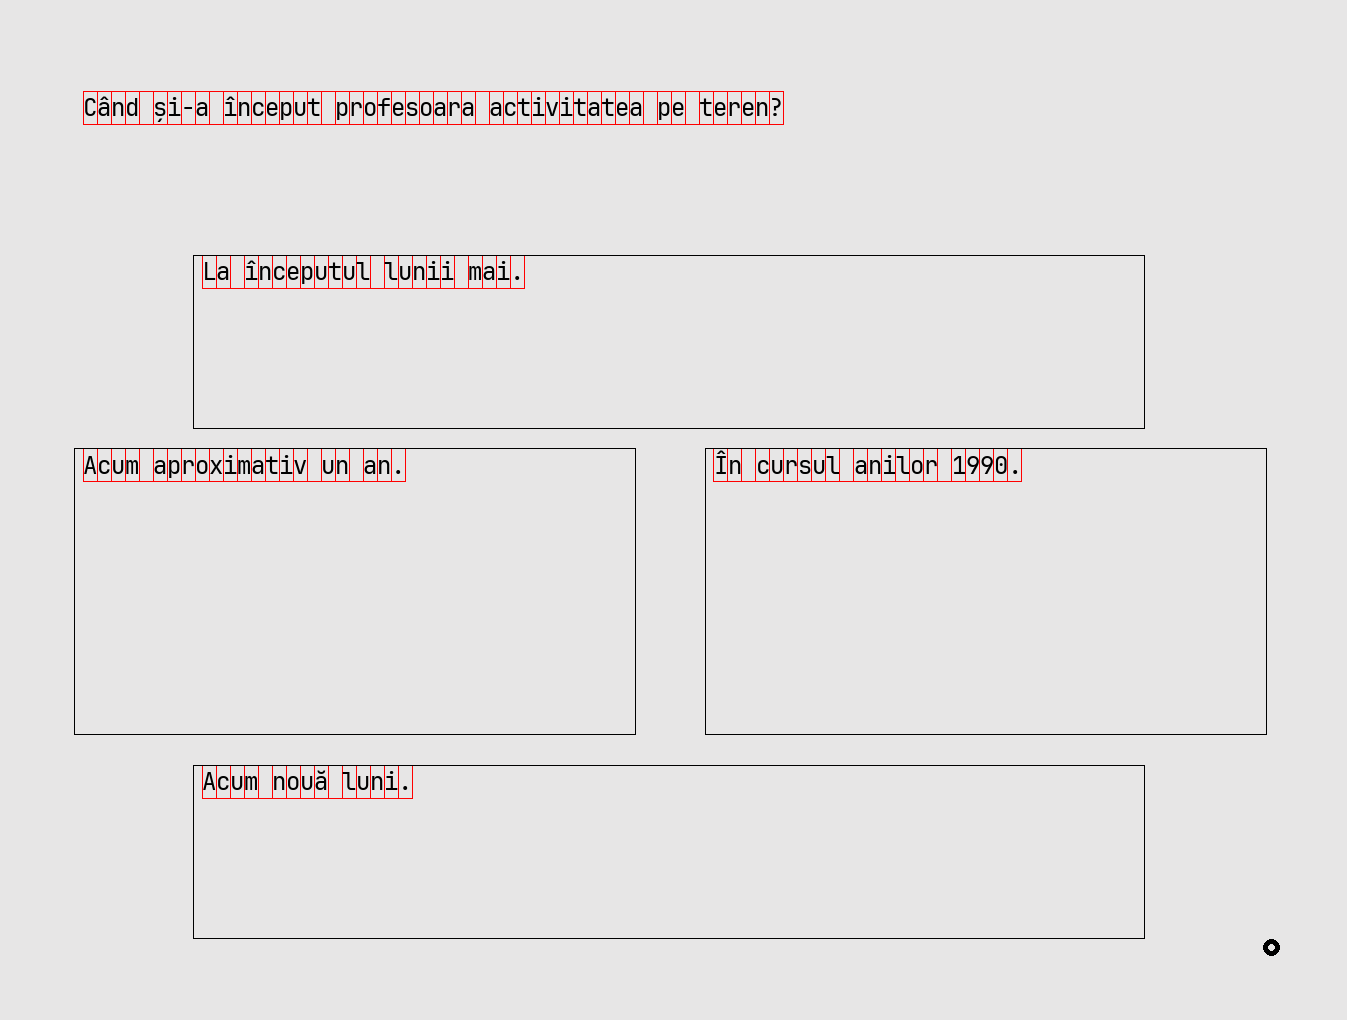 Când și-a început profesoara activitatea pe teren?
La începutul lunii mai.
Acum aproximativ un an.
În cursul anilor 1990.
Acum nouă luni.